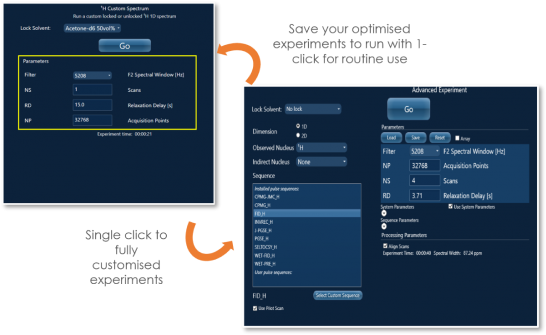 ¹H Custom Spectrum
Run a custom locked or unlocked ¹H 1D spectrum
Lock Solvent: Acetone-d6 50vol%
Go
Parameters
Filter 5208 F2 Spectral Window [Hz]
NS 1 Scans
RD 15.0 Relaxation Delay [s]
NP 32768 Acquisition Points
Experiment time: 00:00:21
Save your optimised
experiments to run with 1-
click for routine use
Single click to
fully
customised
experiments
Advanced Experiment
Lock Solvent: No lock
Go
Dimension
1D
2D
Observed Nucleus ¹H
Indirect Nucleus None
Sequence
Installed pulse sequences:
CPMG-JMC_H
CPMG_H
FID_H
INVREC_H
J-PGSE_H
PGSE_H
SELTOCSY_H
WET-FID_H
WET-PRE_H
User pulse sequences:
FID_H
Select Custom Sequence
Use Pilot Scan
Parameters
Load Save Reset Array
Filter 5208 F2 Spectral Window [Hz]
NP 32768 Acquisition Points
NS 4 Scans
RD 3.71 Relaxation Delay [s]
System Parameters Use System Parameters
Sequence Parameters
Processing Parameters
Align Scans
Experiment Time: 00:00:49 Spectral Width: 87.24 ppm